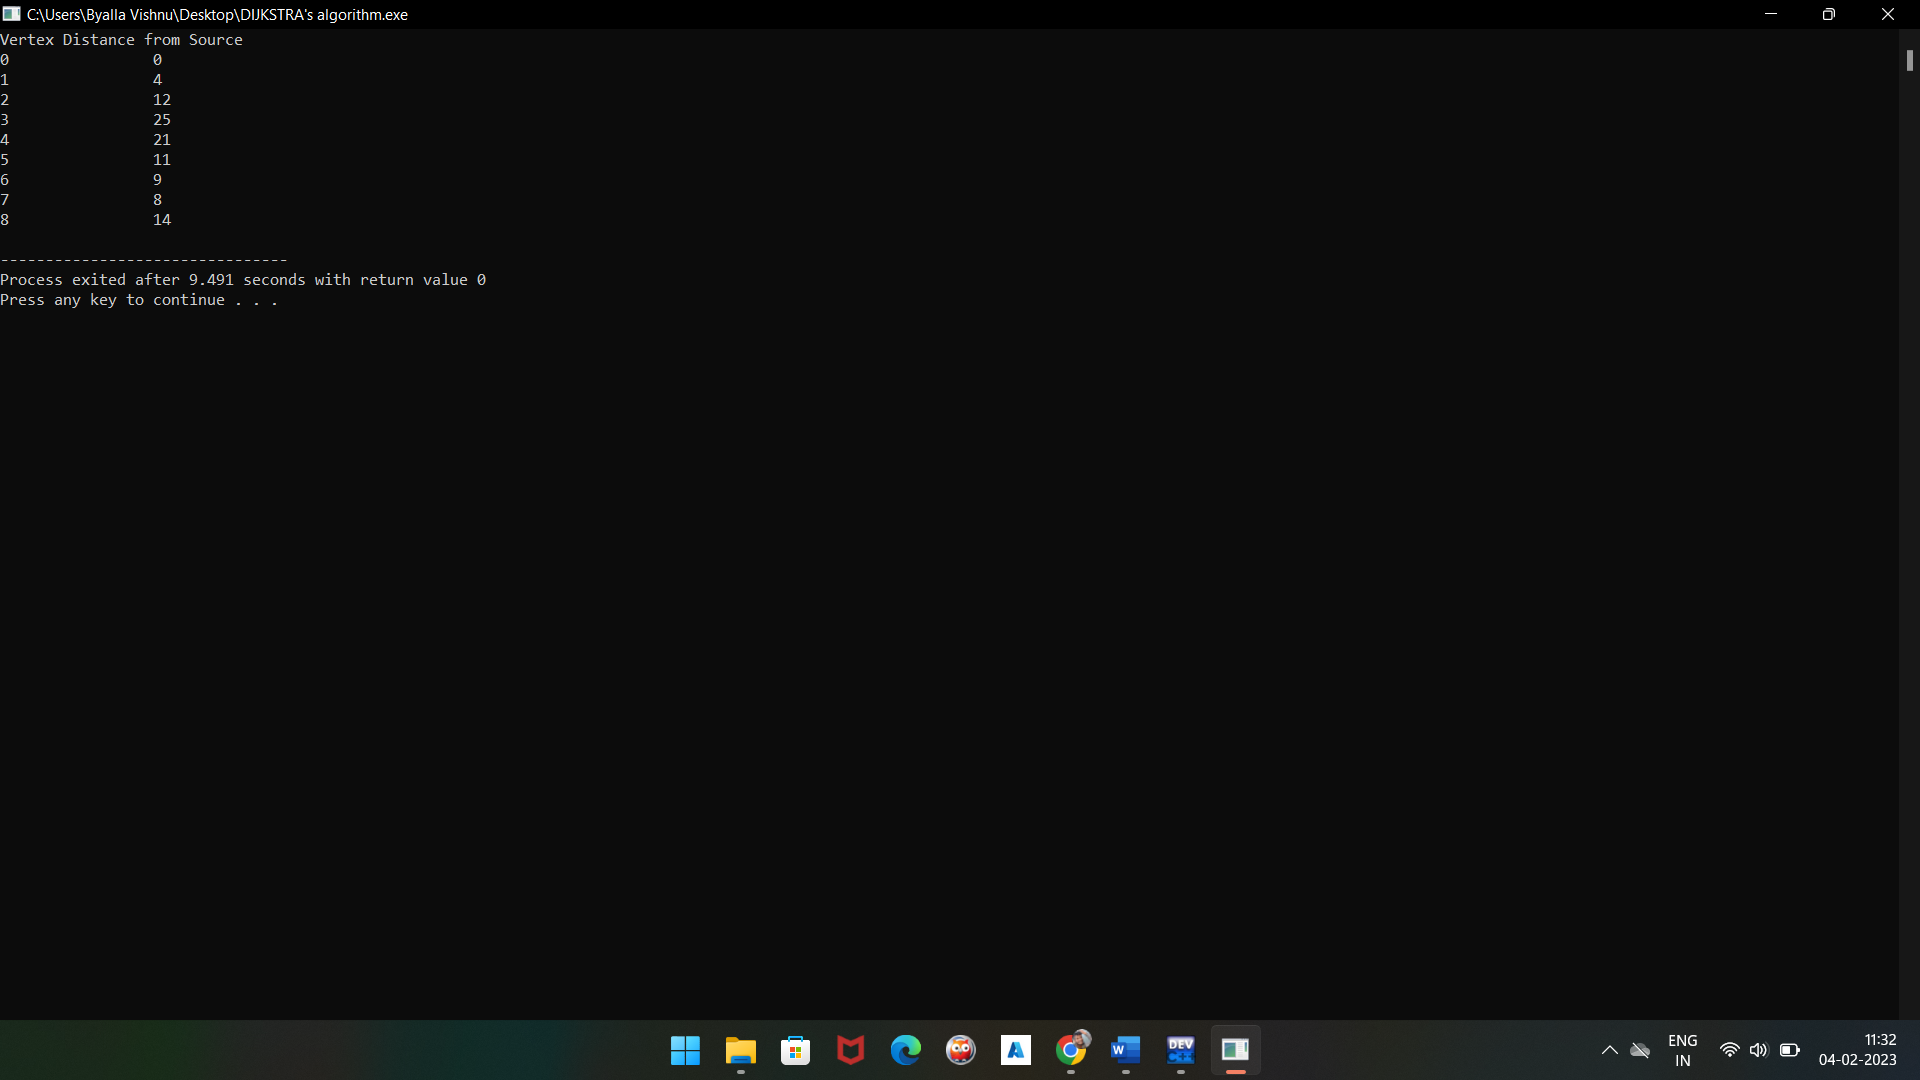 C:\Users\Byalla Vishnu\Desktop\DIJKSTRA's algorithm.exe
Vertex Distance from Source
0 0
1 4
2 12
3 25
4 21
5 11
6 9
7 8
8 14
--------------------------------
Process exited after 9.491 seconds with return value 0
Press any key to continue . . .
W
DEV
C++
ENG
IN
11:32
04-02-2023